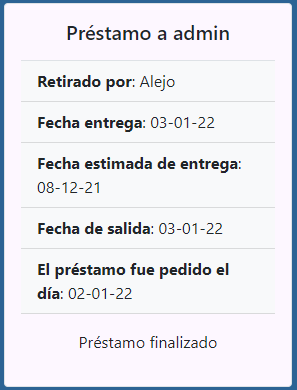 Préstamo a admin
Retirado por: Alejo
Fecha entrega: 03-01-22
Fecha estimada de entrega:
08-12-21
Fecha de salida: 03-01-22
El préstamo fue pedido el
día: 02-01-22
Préstamo finalizado